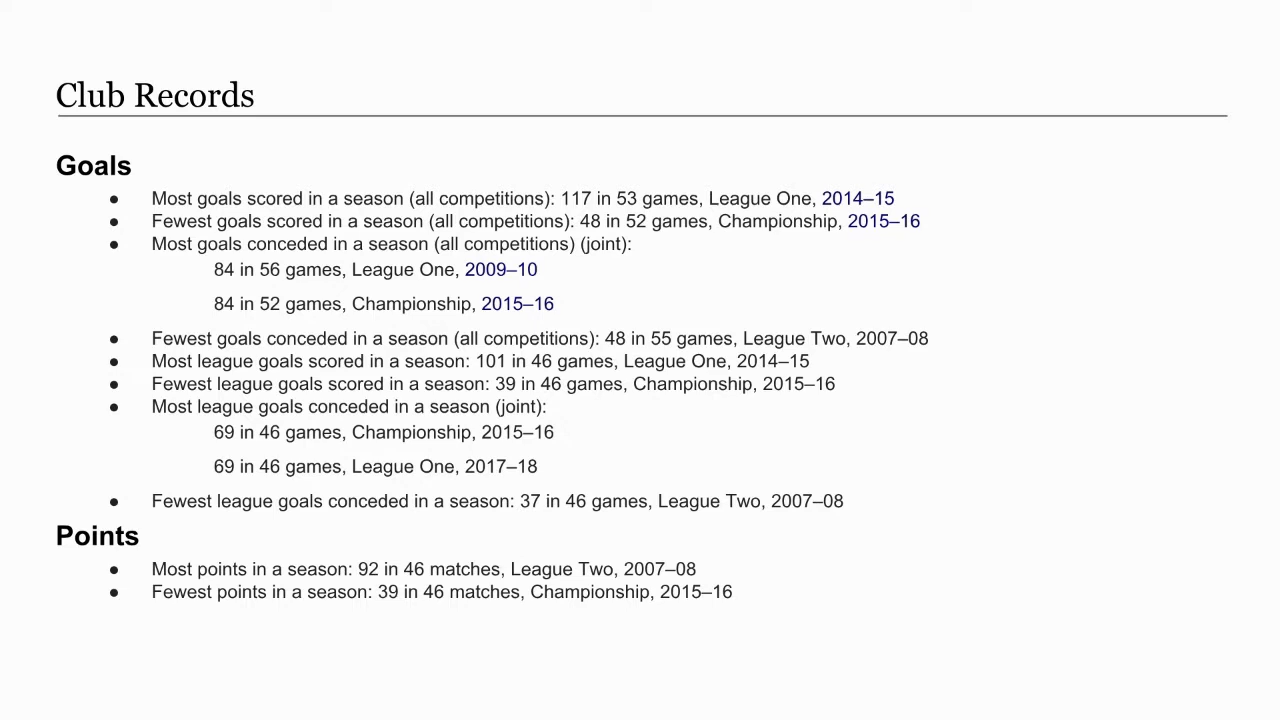 Club Records
Goals
● Most goals scored in a season (all competitions): 117 in 53 games, League One, 2014–15
● Fewest goals scored in a season (all competitions): 48 in 52 games, Championship, 2015–16
● Most goals conceded in a season (all competitions) (joint):
84 in 56 games, League One, 2009–10
84 in 52 games, Championship, 2015–16
● Fewest goals conceded in a season (all competitions): 48 in 55 games, League Two, 2007–08
● Most league goals scored in a season: 101 in 46 games, League One, 2014–15
● Fewest league goals scored in a season: 39 in 46 games, Championship, 2015–16
● Most league goals conceded in a season (joint):
69 in 46 games, Championship, 2015–16
69 in 46 games, League One, 2017–18
● Fewest league goals conceded in a season: 37 in 46 games, League Two, 2007–08
Points
● Most points in a season: 92 in 46 matches, League Two, 2007–08
● Fewest points in a season: 39 in 46 matches, Championship, 2015–16